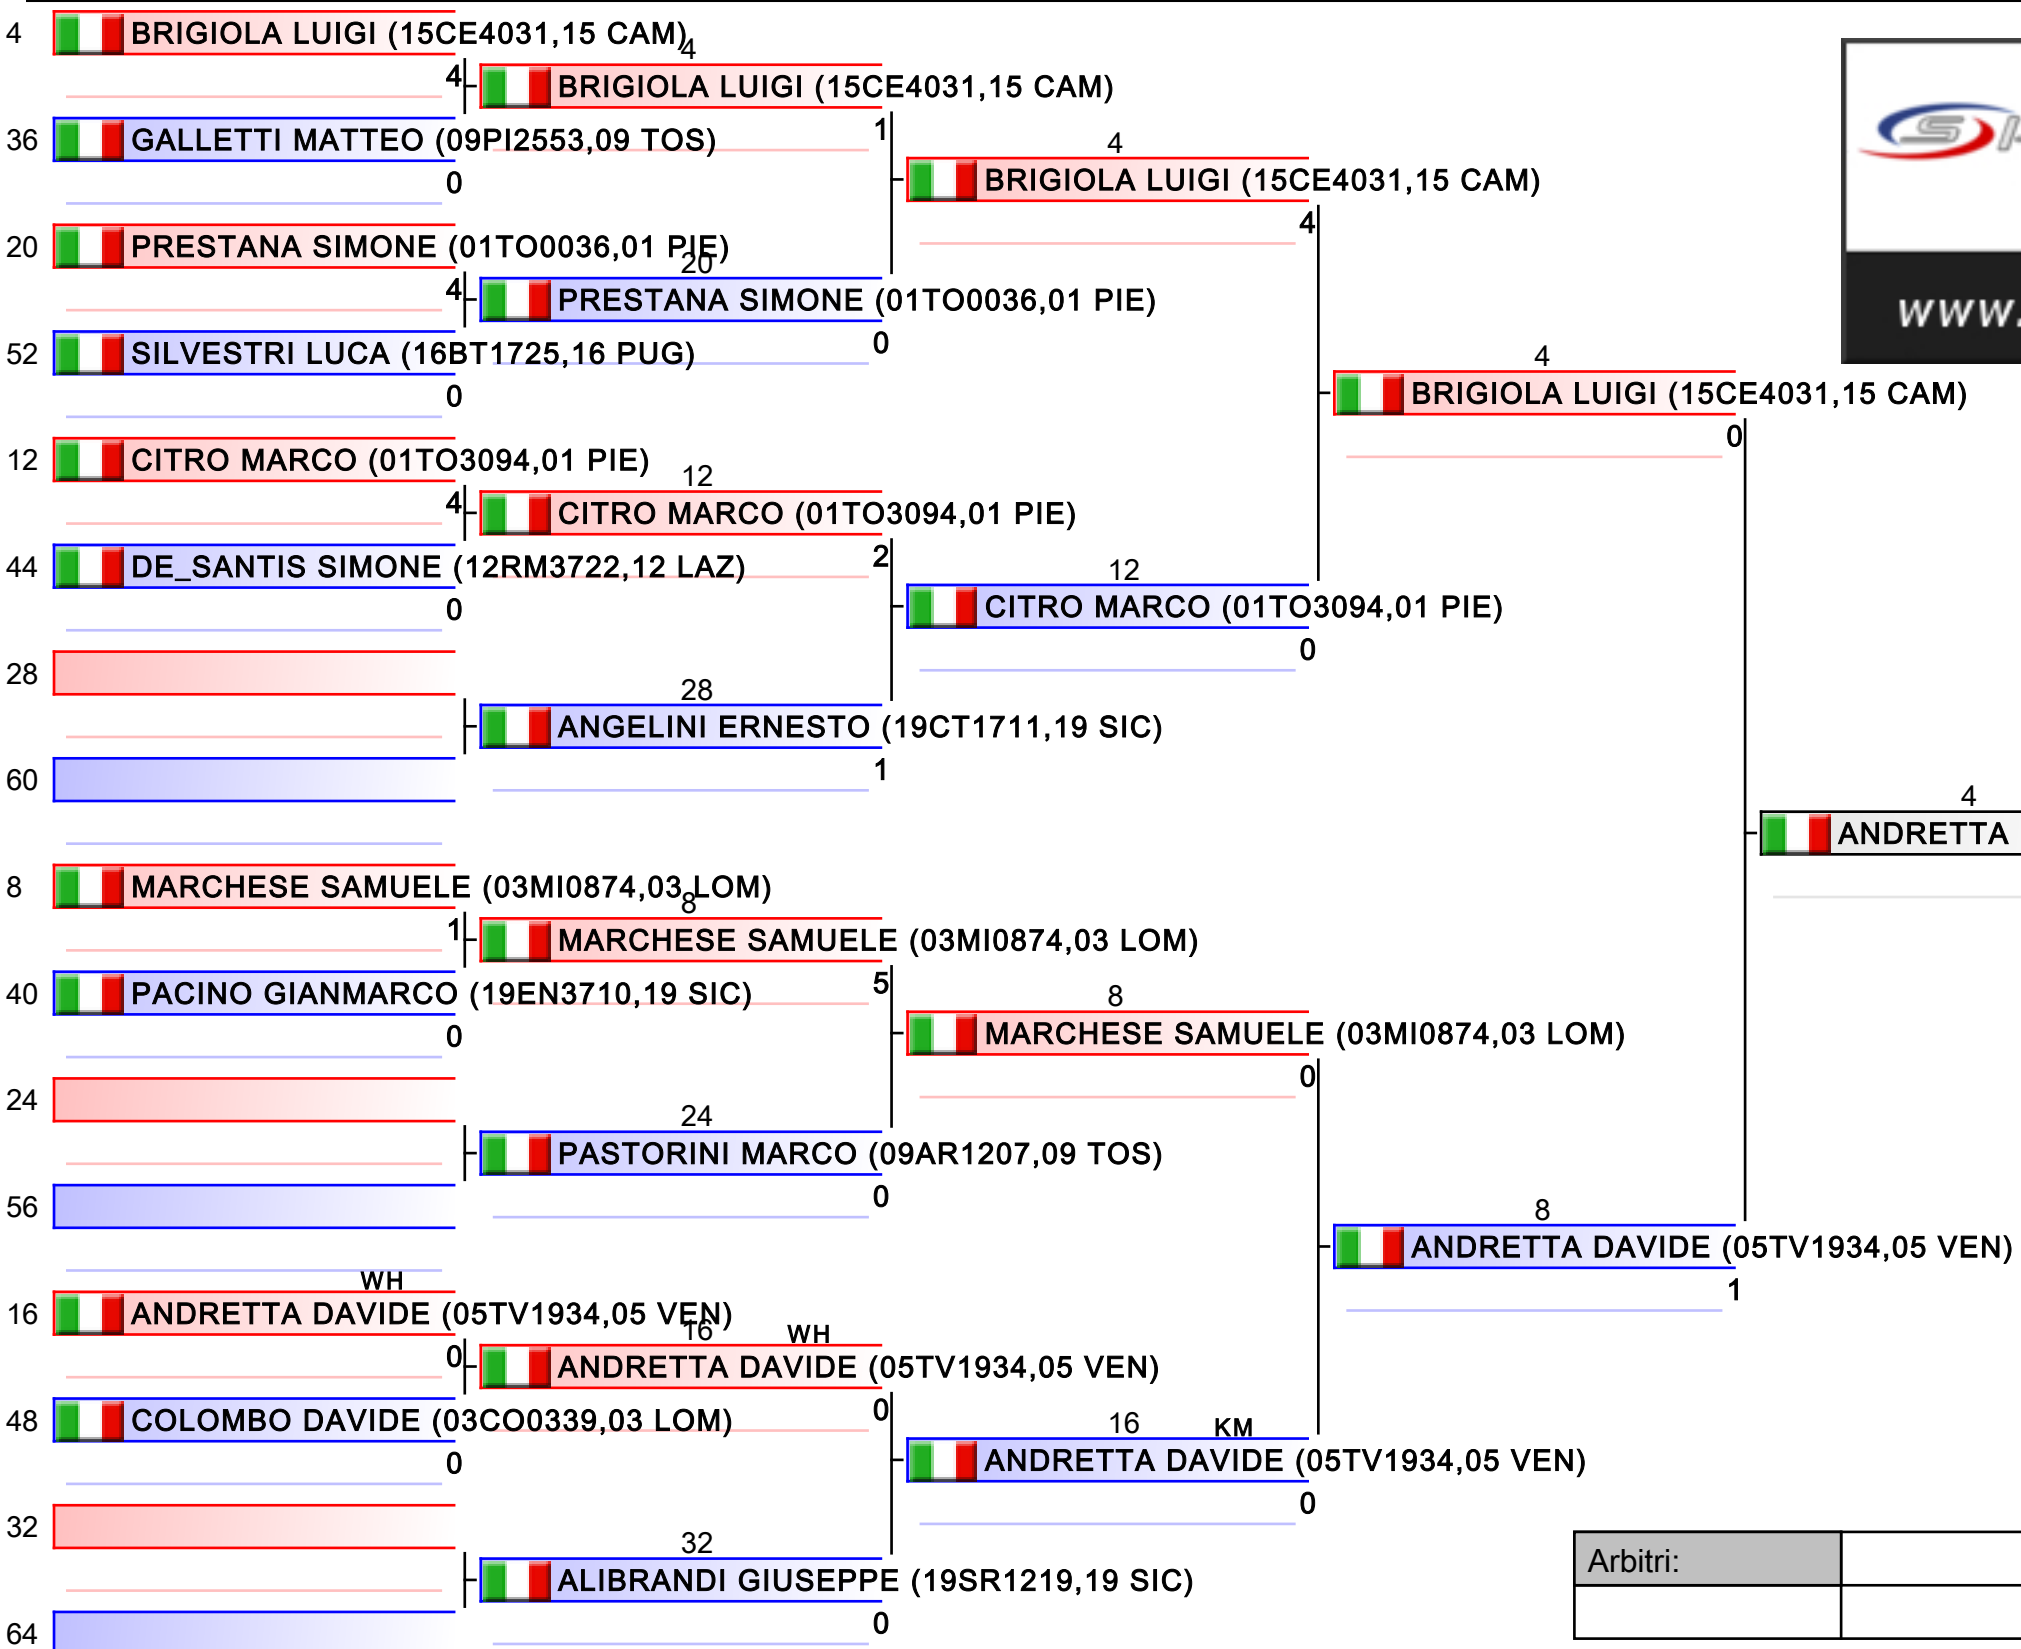 4 BRIGIOLA LUIGI (15CE4031,15 CAM)
4
4 BRIGIOLA LUIGI (15CE4031,15 CAM)
36 GALLETTI MATTEO (09PI2553,09 TOS)
1
4
0
BRIGIOLA LUIGI (15CE4031,15 CAM)
4
20 PRESTANA SIMONE (01TO0036,01 PIE)
20
4 PRESTANA SIMONE (01TO0036,01 PIE)
0
www.
52 SILVESTRI LUCA (16BT1725,16 PUG)
4
0
BRIGIOLA LUIGI (15CE4031,15 CAM)
0
12 CITRO MARCO (01TO3094,01 PIE)
12
4 CITRO MARCO (01TO3094,01 PIE)
2
44 DE_SANTIS SIMONE (12RM3722,12 LAZ)
12
0
CITRO MARCO (01TO3094,01 PIE)
0
28
28
ANGELINI ERNESTO (19CT1711,19 SIC)
1
60
4
ANDRETTA
8 MARCHESE SAMUELE (03MI0874,03 LOM)
8
1 MARCHESE SAMUELE (03MI0874,03 LOM)
5
40 PACINO GIANMARCO (19EN3710,19 SIC)
8
0
MARCHESE SAMUELE (03MI0874,03 LOM)
0
24
24
PASTORINI MARCO (09AR1207,09 TOS)
0
56
8
ANDRETTA DAVIDE (05TV1934,05 VEN)
1
WH
16 ANDRETTA DAVIDE (05TV1934,05 VEN)
16 WH
0 ANDRETTA DAVIDE (05TV1934,05 VEN)
0
48 COLOMBO DAVIDE (03CO0339,03 LOM)
16 KM
0
ANDRETTA DAVIDE (05TV1934,05 VEN)
0
32
32
ALIBRANDI GIUSEPPE (19SR1219,19 SIC)
0
Arbitri:
64